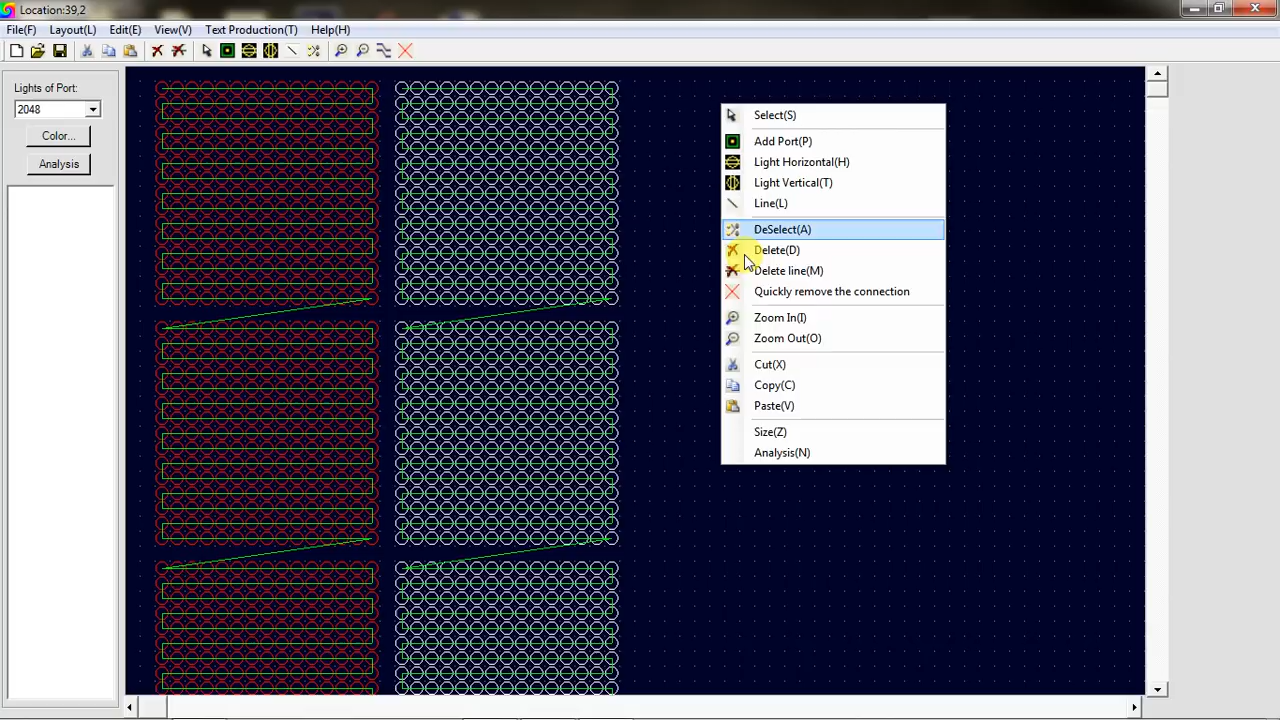 Location:39,2
File(F) Layout(L) Edit(E) View(V) Text Production(T) Help(H)
Lights of Port:
2048
Color...
Analysis
Select(S)
Add Port(P)
Light Horizontal(H)
Light Vertical(T)
Line(L)
DeSelect(A)
Delete(D)
Delete line(M)
Quickly remove the connection
Zoom In(I)
Zoom Out(O)
Cut(X)
Copy(C)
Paste(V)
Size(Z)
Analysis(N)